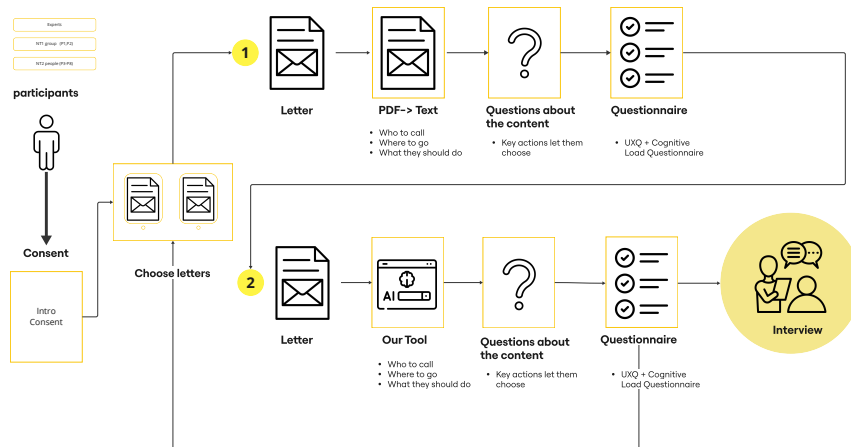 Experts
NT1 group (P1,P2)
NT2 people(P3-P8)
participants
Consent
Intro
Consent
Choose letters
1
Letter
PDF-> Text
• Who to call
• Where to go
• What they should do
Questions about
the content
• Key actions let them
choose
Questionnaire
• UXQ + Cognitive
Load Questionnaire
2
Letter
AI
Our Tool
• Who to call
• Where to go
• What they should do
Questions about
the content
• Key actions let them
choose
Questionnaire
• UXQ + Cognitive
Load Questionnaire
Interview